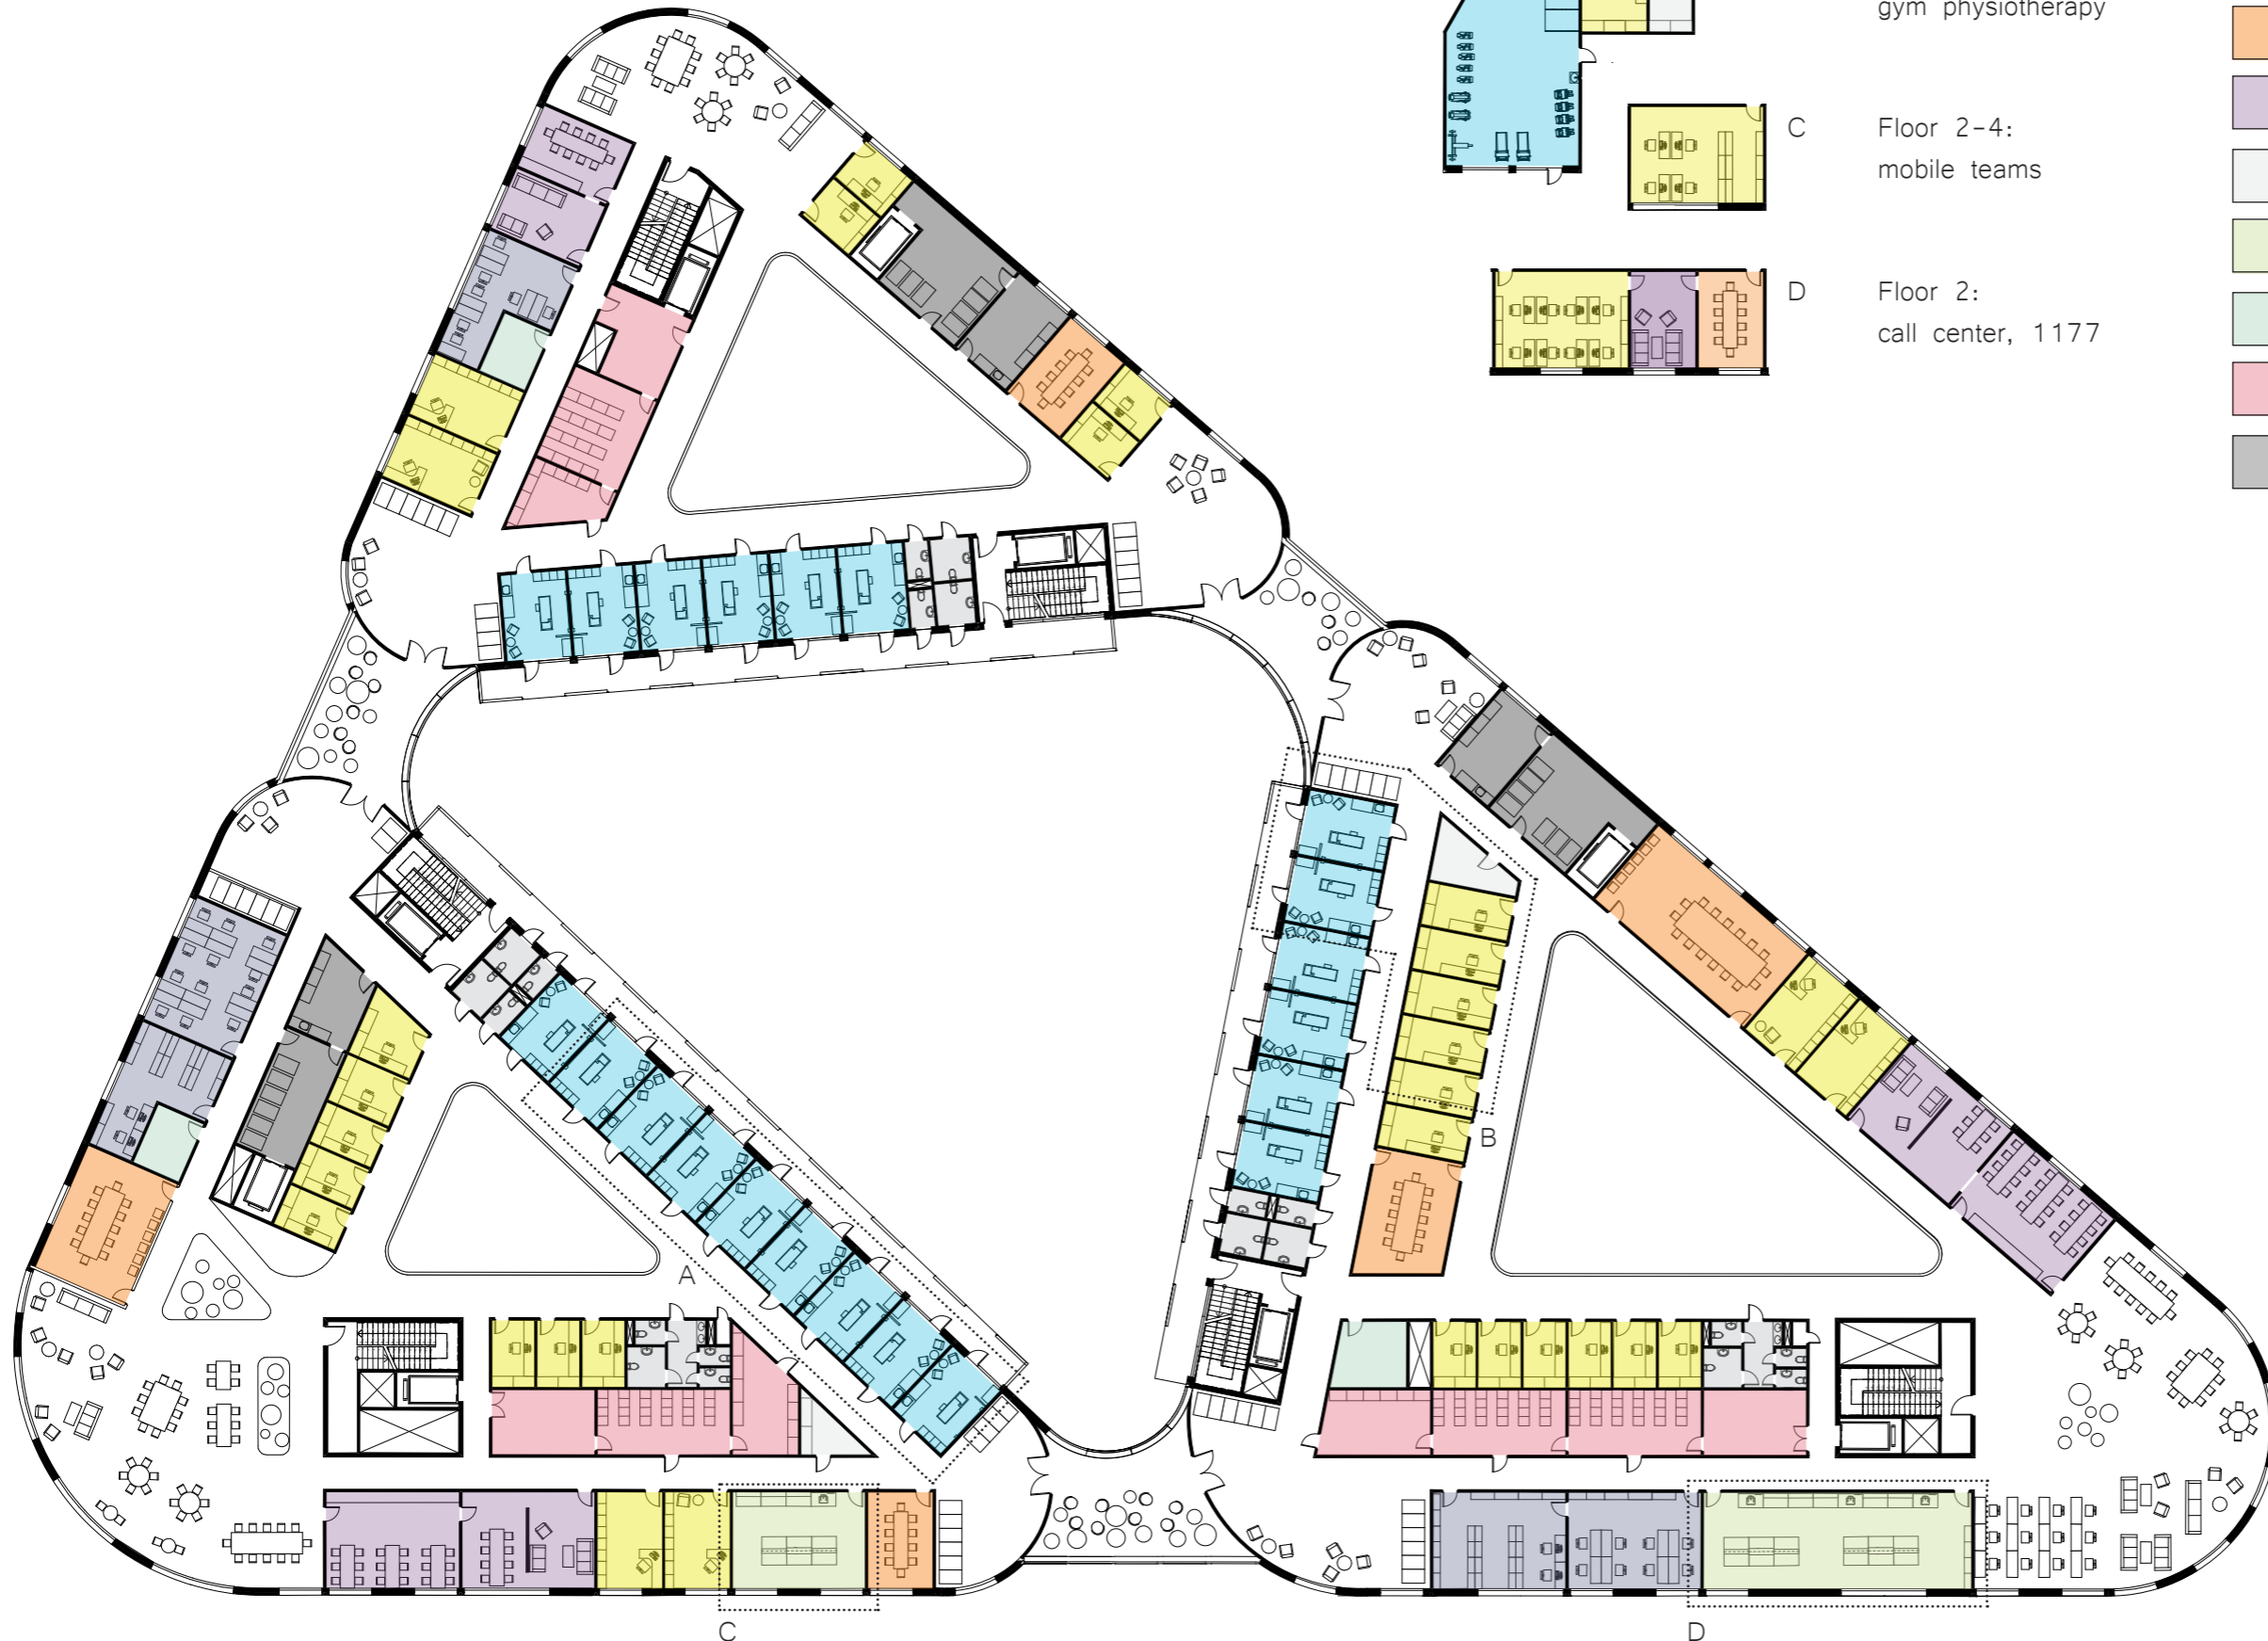 gym physiotherapy
C
Floor 2-4:
mobile teams
D
Floor 2:
call center, 1177
B
A
C
D